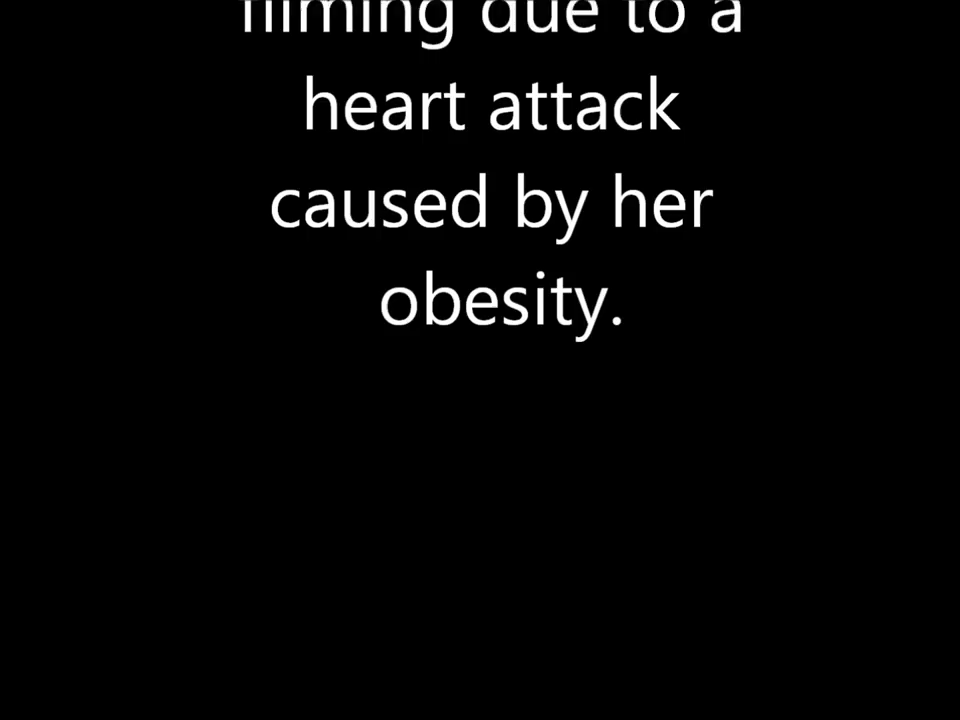 filming due to a
heart attack
caused by her
obesity.